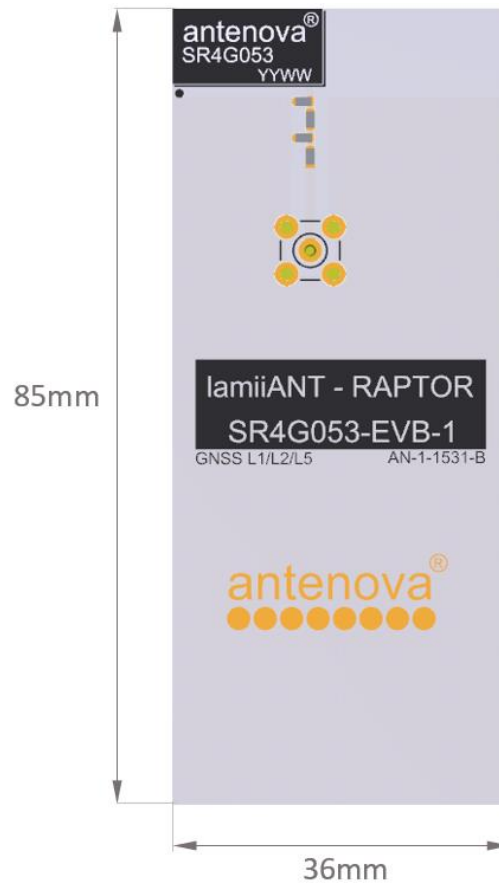 antenova®
SR4G053
YYWW
85mm
lamiiANT - RAPTOR
SR4G053-EVB-1
GNSS L1/L2/L5 AN-1-1531-B
antenova®
36mm